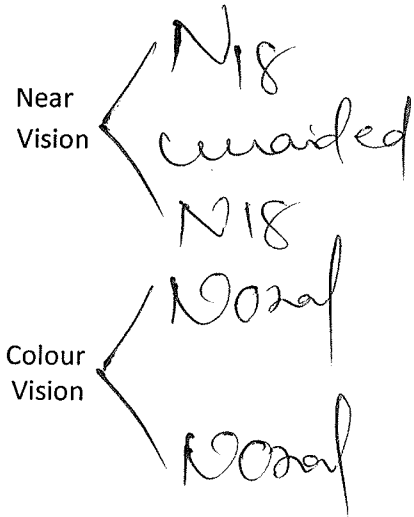 Near
Vision
N18
unaided
N18
Colour
Vision
Normal
Normal